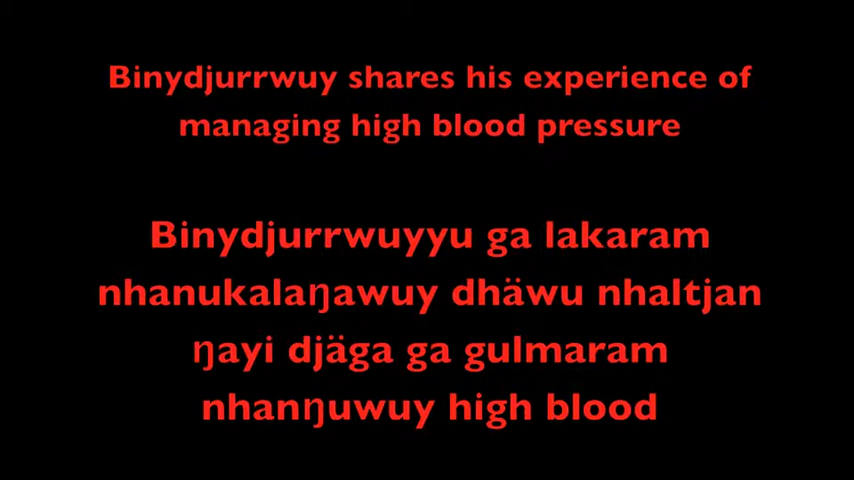 Binydjurrwuy shares his experience of
managing high blood pressure
Binydjurrwuyyu ga lakaram
nhanukalaŋawuy dhäwu nhaltjan
ŋayi djäga ga gulmaram
nhanŋuwuy high blood